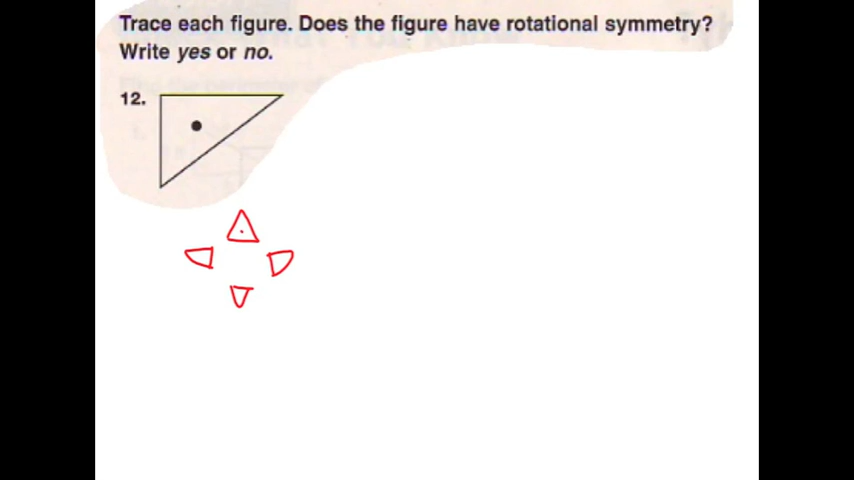 Trace each figure. Does the figure have rotational symmetry?
Write yes or no.
12.